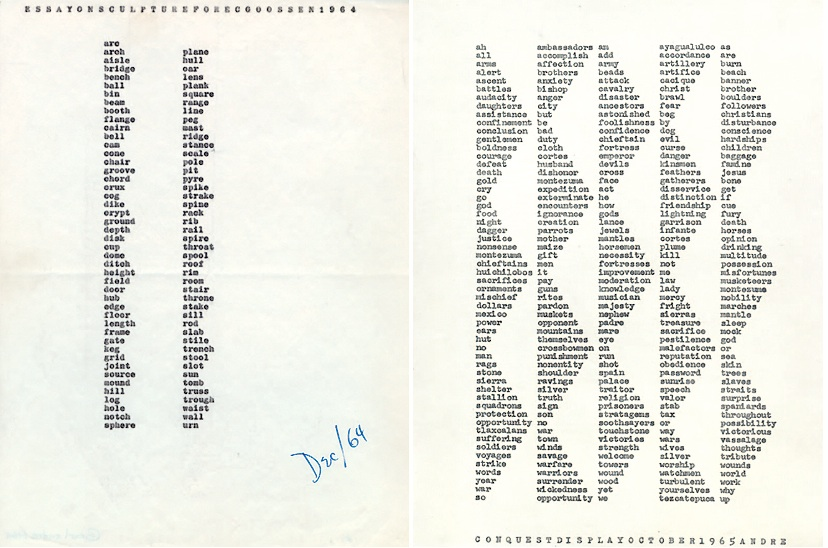 E S S A Y O N S C U L P T U R E F O R E C G O O S S E N 1 9 6 4
arc
arch plane
aisle hull
bridge oar
bench lens
ball plank
bin square
beam range
booth line
flange peg
cairn mast
bell ridge
cam stance
cone scale
chair pole
groove pit
chord pyre
crux spike
cog strake
dike spine
crypt rack
ground rib
depth rail
disk spire
cup throat
dome spool
ditch roof
height rim
field room
door stair
hub throne
edge stake
floor sill
length rod
frame slab
gate stile
keg trench
grid stool
joint slot
source sun
mound tomb
hill truss
log trough
hole waist
notch wall
sphere urn
Dec/64
ah ambassadors am ayagualulco as
all accomplish add accordance are
arms affection army artillery burn
alert brothers beads artifice beach
ascent anxiety attack cacique banner
battles bishop cavalry christ brother
audacity anger disaster brawl boulders
daughters city ancestors fear followers
assistance but astonished beg christians
confinement be foolishness by disturbance
conclusion bad confidence dog conscience
gentlemen duty chieftain evil hardships
boldness cloth fortress curse children
courage cortes emperor danger baggage
defeat husband devils kinsmen famine
death dishonor cross feathers jesus
gold montezuma face gatherers bone
cry expedition act disservice get
go exterminate he distinction if
god encounters how friendship cue
food ignorance gods lightning fury
night creation lance garrison death
dagger parrots jewels infante horses
justice mother mantles cortes opinion
nonsense maize horsemen plume drinking
montezuma gift necessity kill multitude
chieftains men fortresses not possession
huichilobos it improvement me misfortunes
sacrifices pay moderation law musketeers
ornaments guns knowledge lady montezuma
mischief rites musician mercy nobility
dollars pardon majesty fright marches
mexico muskets nephew sierras mantle
power opponent padre treasure sleep
ears mountains mare sacrifice mock
hut themselves eye pestilence god
no crossbowmen on malefactors or
man punishment run reputation sea
rags nonentity shot obedience skin
stone shoulder spain password trees
sierra ravings palace sunrise slaves
shelter silver traitor speech straits
stallion truth religion valor surprise
squadrons sign prisoners stab spaniards
protection son stratagems tax throughout
opportunity no soothsayers or possibility
tlaxcalans war touchstone way victorious
suffering town victories wars vassalage
soldiers winds strength wives thoughts
voyages savage welcome silver tribute
strike warfare towers worship wounds
words warriors wound watchmen world
year surrender wood turbulent work
war wickedness yet yourselves why
so opportunity we tezcatepuca up
C O N Q U E S T D I S P L A Y O C T O B E R 1 9 6 5 A N D R E